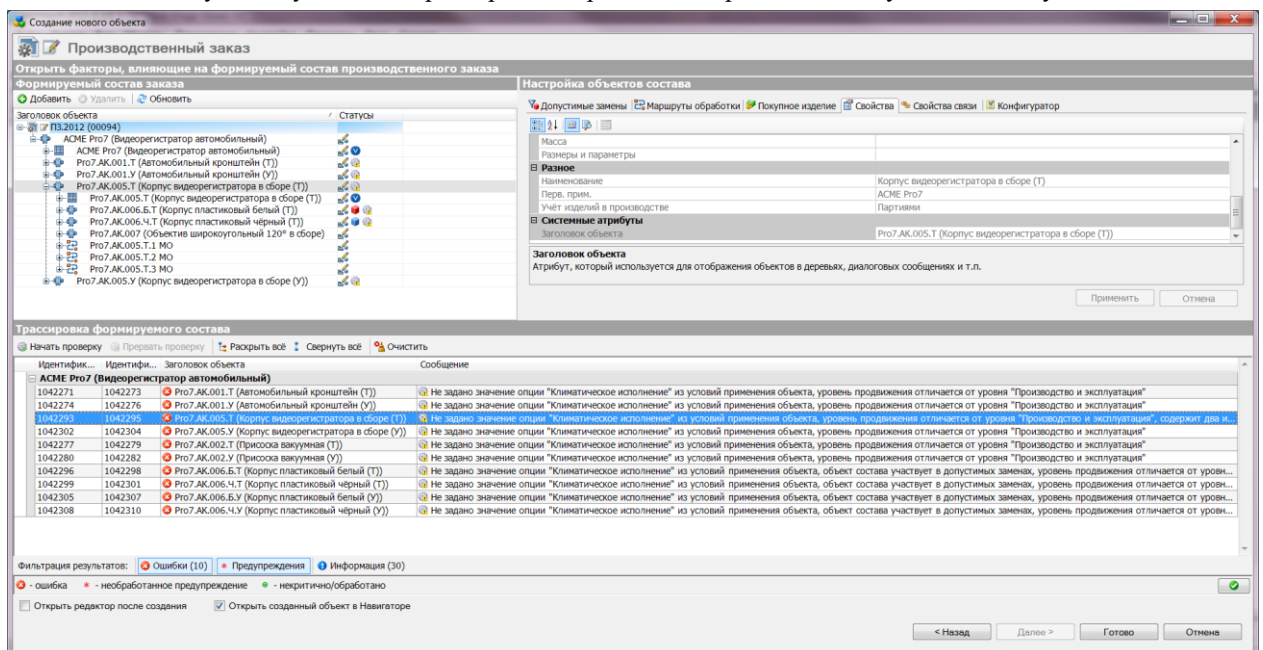 Создание нового объекта
Производственный заказ
Открыть факторы, влияющие на формируемый состав производственного заказа
Формируемый состав заказа
Добавить Удалить Обновить
Заголовок объекта / Статусы
ПЗ.2012 (00094)
ACME Pro7 (Видеорегистратор автомобильный)
ACME Pro7 (Видеорегистратор автомобильный)
Pro7.АК.001.Т (Автомобильный кронштейн (Т))
Pro7.АК.001.У (Автомобильный кронштейн (У))
Pro7.АК.005.Т (Корпус видеорегистратора в сборе (Т))
Pro7.АК.005.Т (Корпус видеорегистратора в сборе (Т))
Pro7.АК.006.Б.Т (Корпус пластиковый белый (Т))
Pro7.АК.006.Ч.Т (Корпус пластиковый чёрный (Т))
Pro7.АК.007 (Объектив широкоугольный 120° в сборе)
Pro7.АК.005.Т.1 МО
Pro7.АК.005.Т.2 МО
Pro7.АК.005.Т.3 МО
Pro7.АК.005.У (Корпус видеорегистратора в сборе (У))
Настройка объектов состава
Допустимые замены Маршруты обработки Покупное изделие Свойства Свойства связи Конфигуратор
Масса
Размеры и параметры
Разное
Наименование Корпус видеорегистратора в сборе (Т)
Перв. прим. ACME Pro7
Учёт изделий в производстве Партиями
Системные атрибуты
Заголовок объекта Pro7.АК.005.Т (Корпус видеорегистратора в сборе (Т))
Заголовок объекта
Атрибут, который используется для отображения объектов в деревьях, диалоговых сообщениях и т.п.
Применить Отмена
Трассировка формируемого состава
Начать проверку Прервать проверку Раскрыть всё Свернуть всё Очистить
Идентифик... Идентифи... Заголовок объекта Сообщение
ACME Pro7 (Видеорегистратор автомобильный)
1042271 1042273 Pro7.АК.001.Т (Автомобильный кронштейн (Т)) Не задано значение опции "Климатическое исполнение" из условий применения объекта, уровень продвижения отличается от уровня "Производство и эксплуатация"
1042274 1042276 Pro7.АК.001.У (Автомобильный кронштейн (У)) Не задано значение опции "Климатическое исполнение" из условий применения объекта, уровень продвижения отличается от уровня "Производство и эксплуатация"
1042293 1042295 Pro7.АК.005.Т (Корпус видеорегистратора в сборе (Т)) Не задано значение опции "Климатическое исполнение" из условий применения объекта, уровень продвижения отличается от уровня "Производство и эксплуатация", содержит два и...
1042302 1042304 Pro7.АК.005.У (Корпус видеорегистратора в сборе (У)) Не задано значение опции "Климатическое исполнение" из условий применения объекта, уровень продвижения отличается от уровня "Производство и эксплуатация"
1042277 1042279 Pro7.АК.002.Т (Присоска вакуумная (Т)) Не задано значение опции "Климатическое исполнение" из условий применения объекта, уровень продвижения отличается от уровня "Производство и эксплуатация"
1042280 1042282 Pro7.АК.002.У (Присоска вакуумная (У)) Не задано значение опции "Климатическое исполнение" из условий применения объекта, уровень продвижения отличается от уровня "Производство и эксплуатация"
1042296 1042298 Pro7.АК.006.Б.Т (Корпус пластиковый белый (Т)) Не задано значение опции "Климатическое исполнение" из условий применения объекта, объект состава участвует в допустимых заменах, уровень продвижения отличается от уровн...
1042299 1042301 Pro7.АК.006.Ч.Т (Корпус пластиковый чёрный (Т)) Не задано значение опции "Климатическое исполнение" из условий применения объекта, объект состава участвует в допустимых заменах, уровень продвижения отличается от уровн...
1042305 1042307 Pro7.АК.006.Б.У (Корпус пластиковый белый (У)) Не задано значение опции "Климатическое исполнение" из условий применения объекта, объект состава участвует в допустимых заменах, уровень продвижения отличается от уровн...
1042308 1042310 Pro7.АК.006.Ч.У (Корпус пластиковый чёрный (У)) Не задано значение опции "Климатическое исполнение" из условий применения объекта, объект состава участвует в допустимых заменах, уровень продвижения отличается от уровн...
Фильтрация результатов: Ошибки (10) Предупреждения Информация (30)
- ошибка - необработанное предупреждение - некритично/обработано
Открыть редактор после создания Открыть созданный объект в Навигаторе
< Назад Далее > Готово Отмена